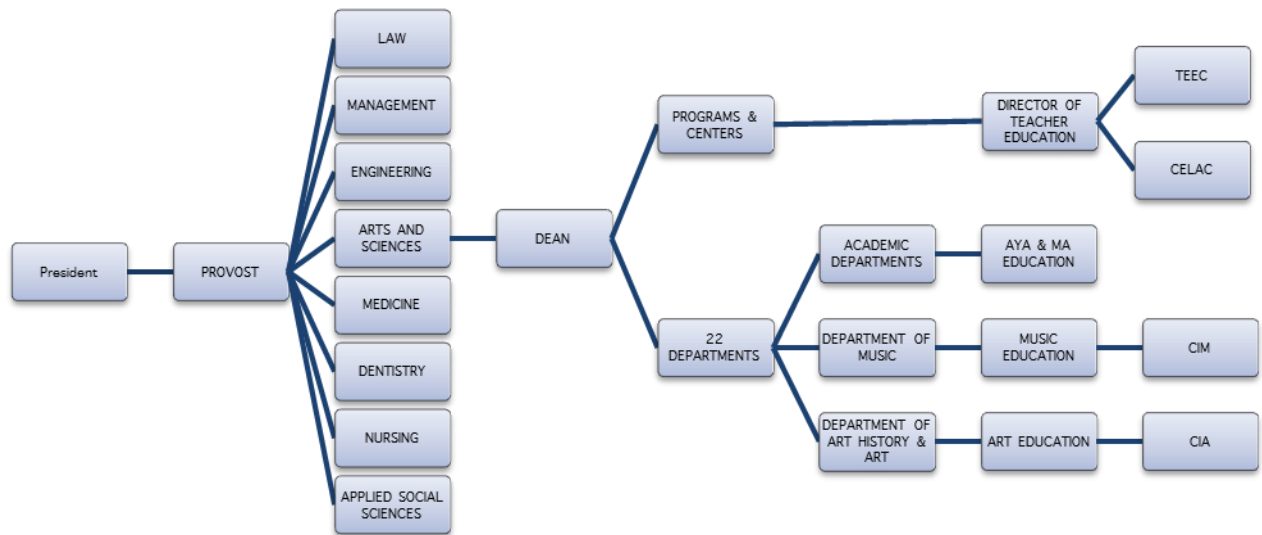 President
PROVOST
LAW
MANAGEMENT
ENGINEERING
ARTS AND
SCIENCES
MEDICINE
DENTISTRY
NURSING
APPLIED SOCIAL
SCIENCES
DEAN
PROGRAMS &
CENTERS
DIRECTOR OF
TEACHER
EDUCATION
TEEC
CELAC
22
DEPARTMENTS
ACADEMIC
DEPARTMENTS
AYA & MA
EDUCATION
DEPARTMENT OF
MUSIC
MUSIC
EDUCATION
CIM
DEPARTMENT OF
ART HISTORY &
ART
ART EDUCATION
CIA